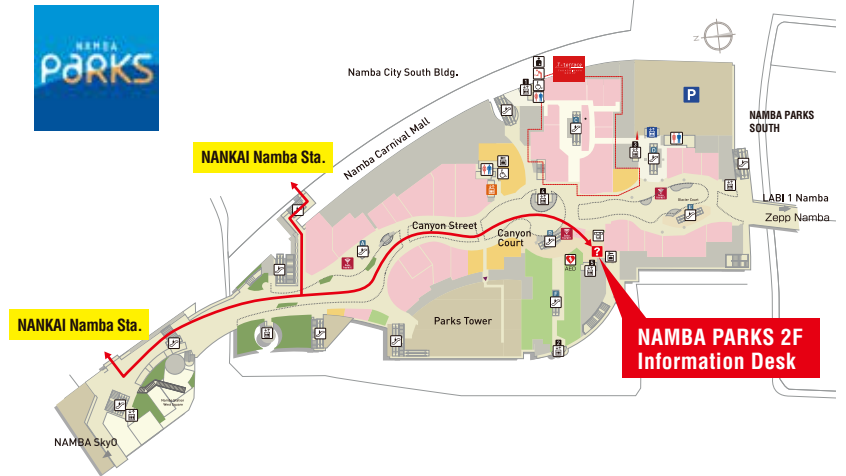 NAMBA
PARKS
Namba City South Bldg.
T-terrace
Z
P
NAMBA PARKS
SOUTH
NANKAI Namba Sta.
Namba Carnival Mall
LABI 1 Namba
Zepp Namba
Canyon Street
Canyon
Court
?
AED
NANKAI Namba Sta.
Parks Tower
NAMBA PARKS 2F
Information Desk
NAMBA SkyO